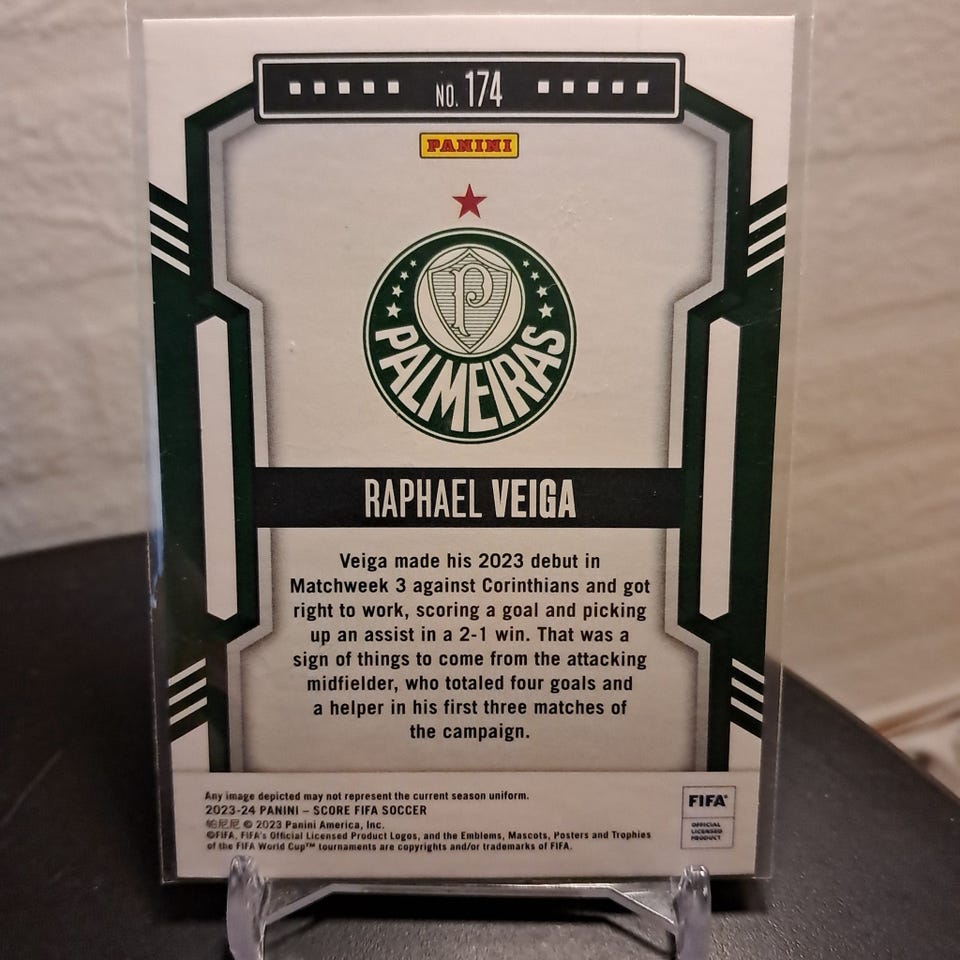 NO. 174
PANINI
P
PALMEIRAS
RAPHAEL VEIGA
Veiga made his 2023 debut in
Matchweek 3 against Corinthians and got
right to work, scoring a goal and picking
up an assist in a 2-1 win. That was a
sign of things to come from the attacking
midfielder, who totaled four goals and
a helper in his first three matches of
the campaign.
Any image depicted may not represent the current season uniform.
2023-24 PANINI – SCORE FIFA SOCCER
帕尼尼 © 2023 Panini America, Inc.
©FIFA, FIFA's Official Licensed Product Logos, and the Emblems, Mascots, Posters and Trophies
of the FIFA World Cup™ tournaments are copyrights and/or trademarks of FIFA.
FIFA®
OFFICIAL
LICENSED
PRODUCT